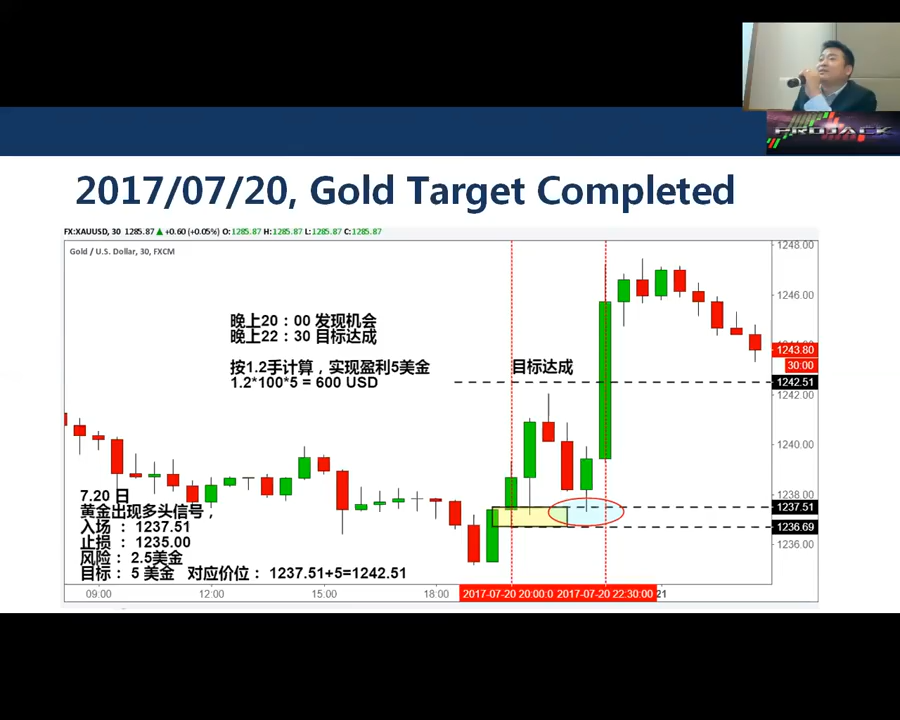 PROJACK
2017/07/20, Gold Target Completed
FX:XAUUSD, 30 1285.87 ▲ +0.60 (+0.05%) O:1285.87 H:1285.87 L:1285.87 C:1285.87
Gold / U.S. Dollar, 30, FXCM
晚上20：00 发现机会
晚上22：30 目标达成
按1.2手计算，实现盈利5美金
1.2*100*5 = 600 USD
目标达成
7.20 日
黄金出现多头信号，
入场： 1237.51
止损： 1235.00
风险： 2.5美金
目标： 5 美金 对应价位： 1237.51+5=1242.51
1248.00
1246.00
1243.80
30:00
1242.51
1242.00
1240.00
1238.00
1237.51
1236.69
1236.00
09:00 12:00 15:00 18:00 2017-07-20 20:00:0 2017-07-20 22:30:00 21